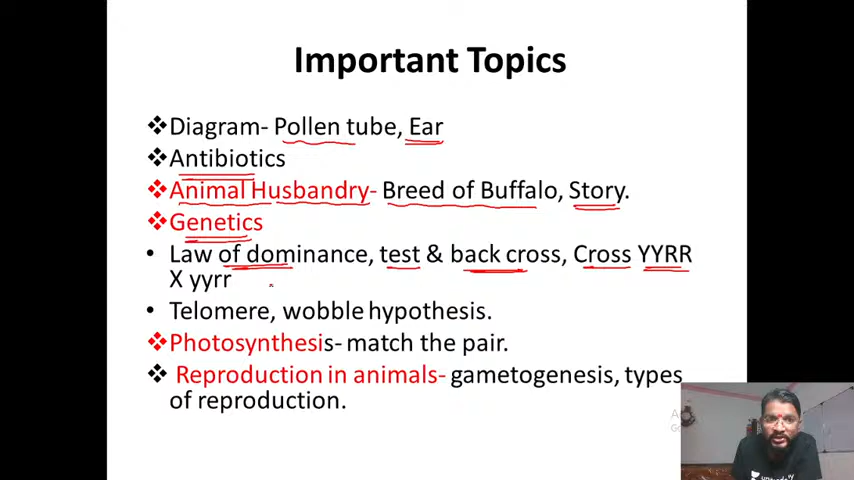 Important Topics
❖Diagram- Pollen tube, Ear
❖Antibiotics
❖Animal Husbandry- Breed of Buffalo, Story.
❖Genetics
• Law of dominance, test & back cross, Cross YYRR
X yyrr
• Telomere, wobble hypothesis.
❖Photosynthesis- match the pair.
❖ Reproduction in animals- gametogenesis, types
of reproduction.